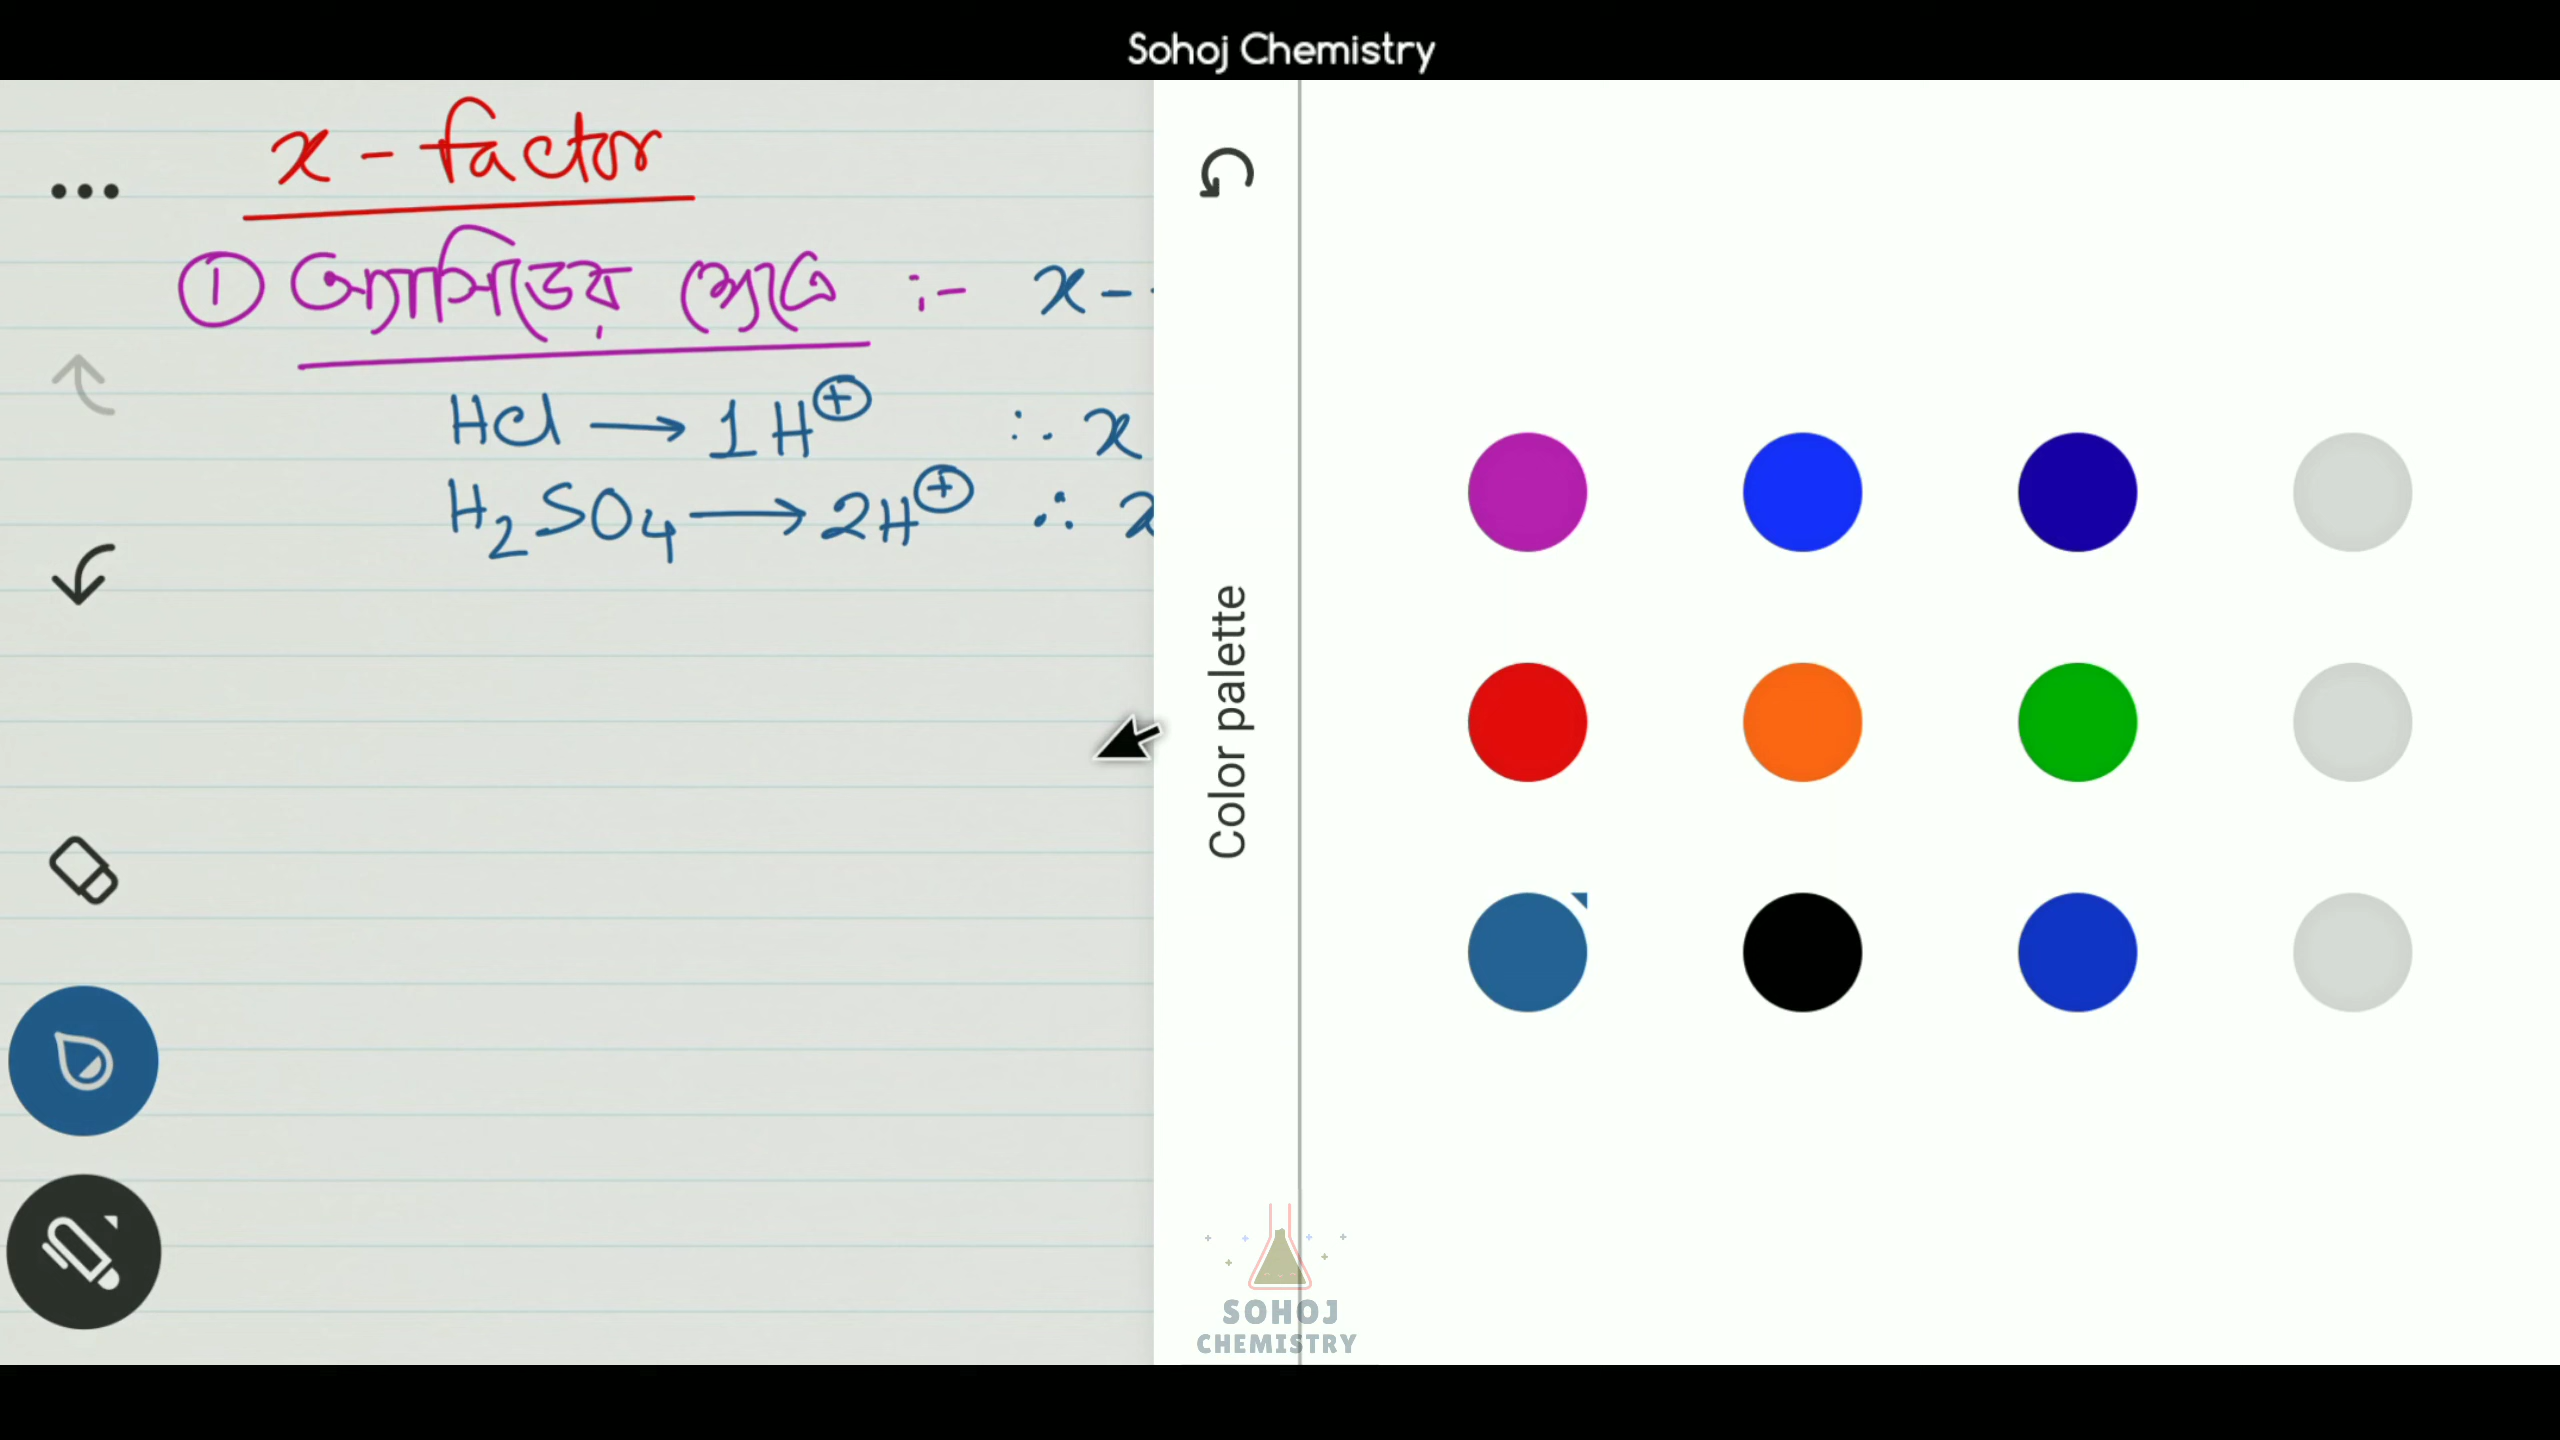 Sohoj Chemistry
x - factor
① অ্যাসিডের ক্ষেত্রে :- x -
HCl → 1H⊕ ∴ x
H₂SO₄ → 2H⊕ ∴ x
Color palette
SOHOJ
CHEMISTRY